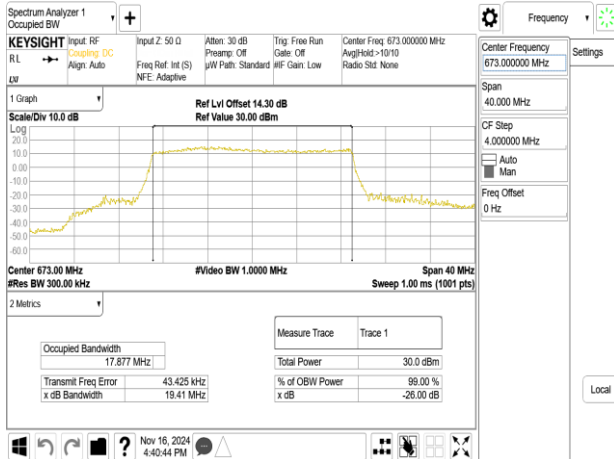 Spectrum Analyzer 1
Occupied BW
Frequency
KEYSIGHT
RL
LXI
Input: RF
Coupling: DC
Align: Auto
Input Z: 50 Ω
Freq Ref: Int (S)
NFE: Adaptive
Atten: 30 dB
Preamp: Off
µW Path: Standard
Trig: Free Run
Gate: Off
#IF Gain: Low
Center Freq: 673.000000 MHz
Avg|Hold:>10/10
Radio Std: None
Center Frequency
673.000000 MHz
Settings
Span
40.000 MHz
CF Step
4.000000 MHz
Auto
Man
Freq Offset
0 Hz
Local
1 Graph
Scale/Div 10.0 dB
Ref Lvl Offset 14.30 dB
Ref Value 30.00 dBm
Log
20.0
10.0
0.00
-10.0
-20.0
-30.0
-40.0
-50.0
-60.0
Center 673.00 MHz
#Video BW 1.0000 MHz
Span 40 MHz
#Res BW 300.00 kHz
Sweep 1.00 ms (1001 pts)
2 Metrics
Measure Trace Trace 1
Occupied Bandwidth
17.877 MHz
Total Power 30.0 dBm
Transmit Freq Error 43.425 kHz
% of OBW Power 99.00 %
x dB Bandwidth 19.41 MHz
x dB -26.00 dB
Nov 16, 2024
4:40:44 PM